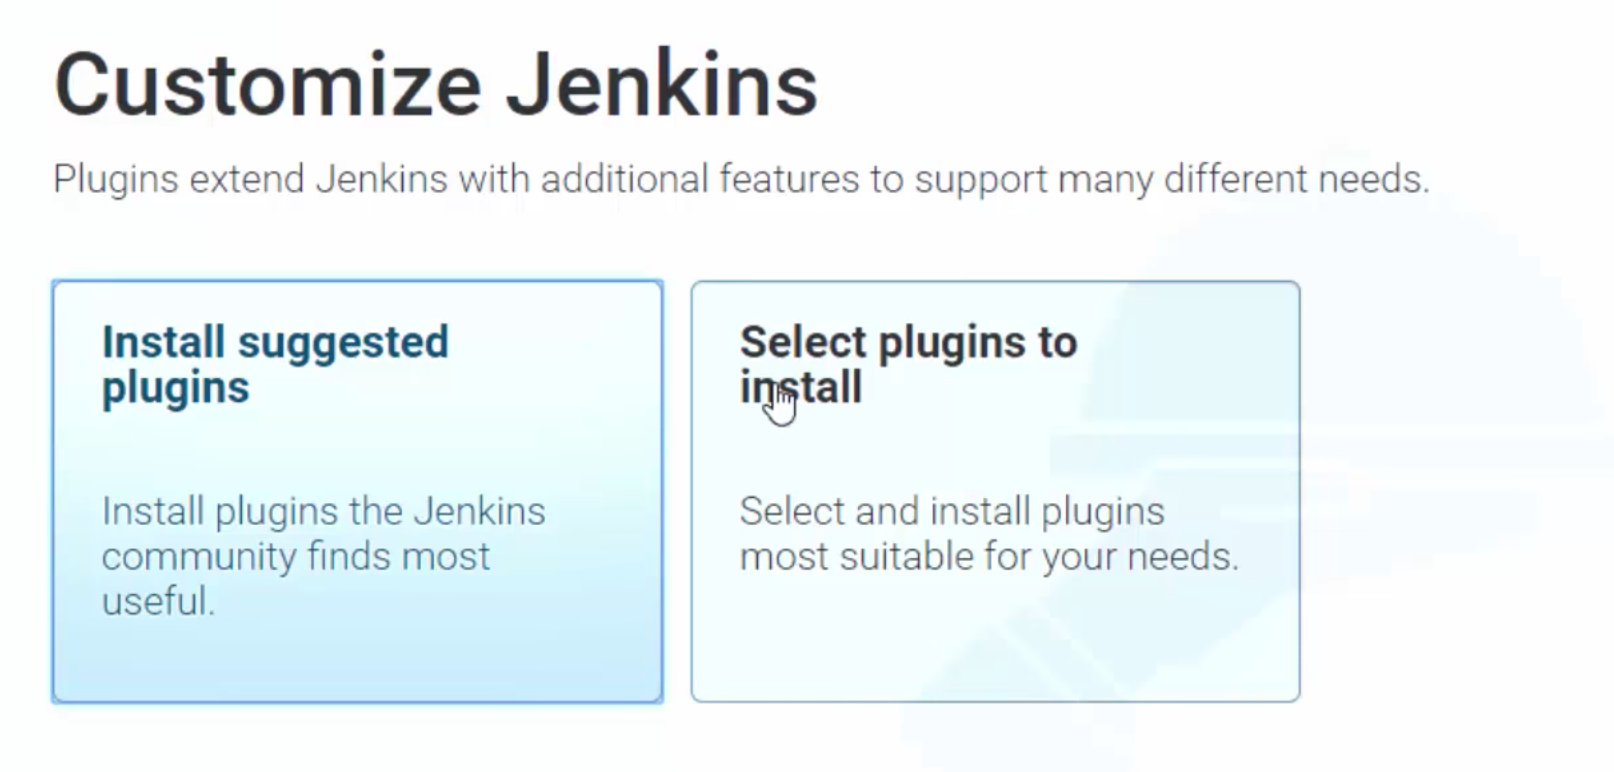 Customize Jenkins
Plugins extend Jenkins with additional features to support many different needs.
Install suggested
plugins
Install plugins the Jenkins
community finds most
useful.
Select plugins to
install
Select and install plugins
most suitable for your needs.